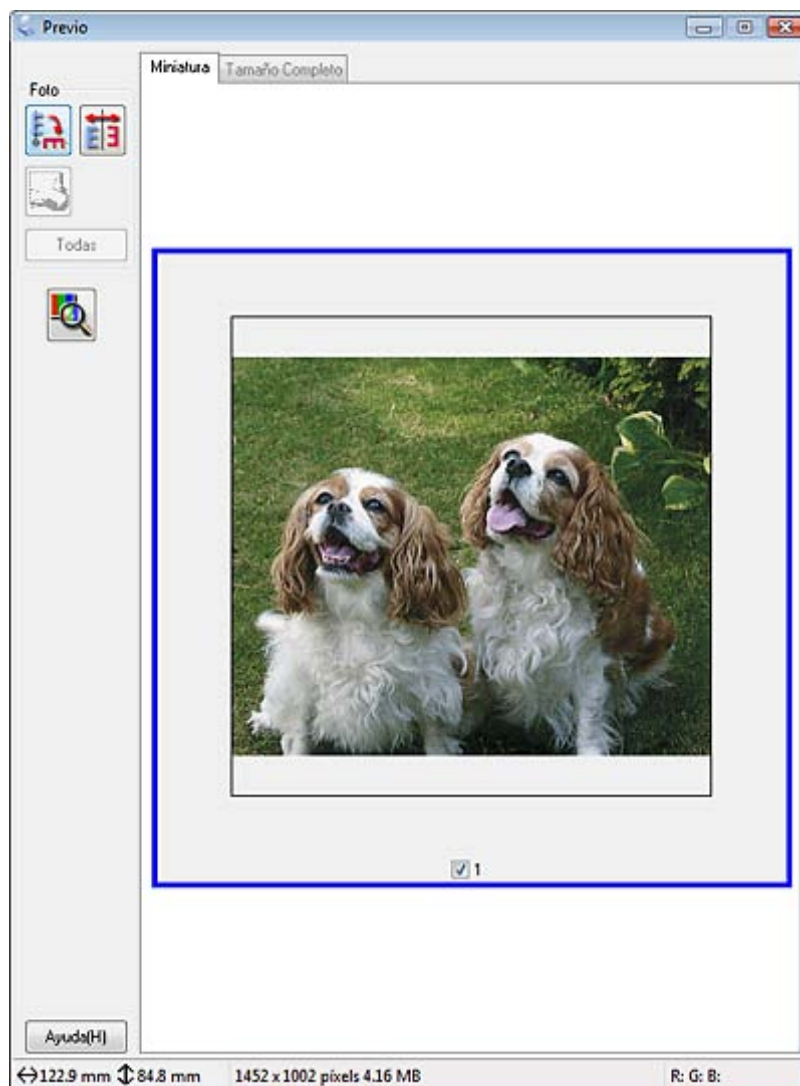 Previo
Miniatura
Tamaño Completo
Foto
Todas
1
Ayuda(H)
122.9 mm 84.8 mm 1452 x 1002 píxels 4.16 MB R: G: B: